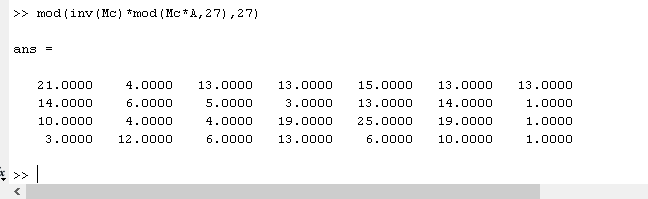 >> mod(inv(Mc)*mod(Mc*A,27),27)
ans =
21.0000 4.0000 13.0000 13.0000 15.0000 13.0000 13.0000
14.0000 6.0000 5.0000 3.0000 13.0000 14.0000 1.0000
10.0000 4.0000 4.0000 19.0000 25.0000 19.0000 1.0000
3.0000 12.0000 6.0000 13.0000 6.0000 10.0000 1.0000
>>